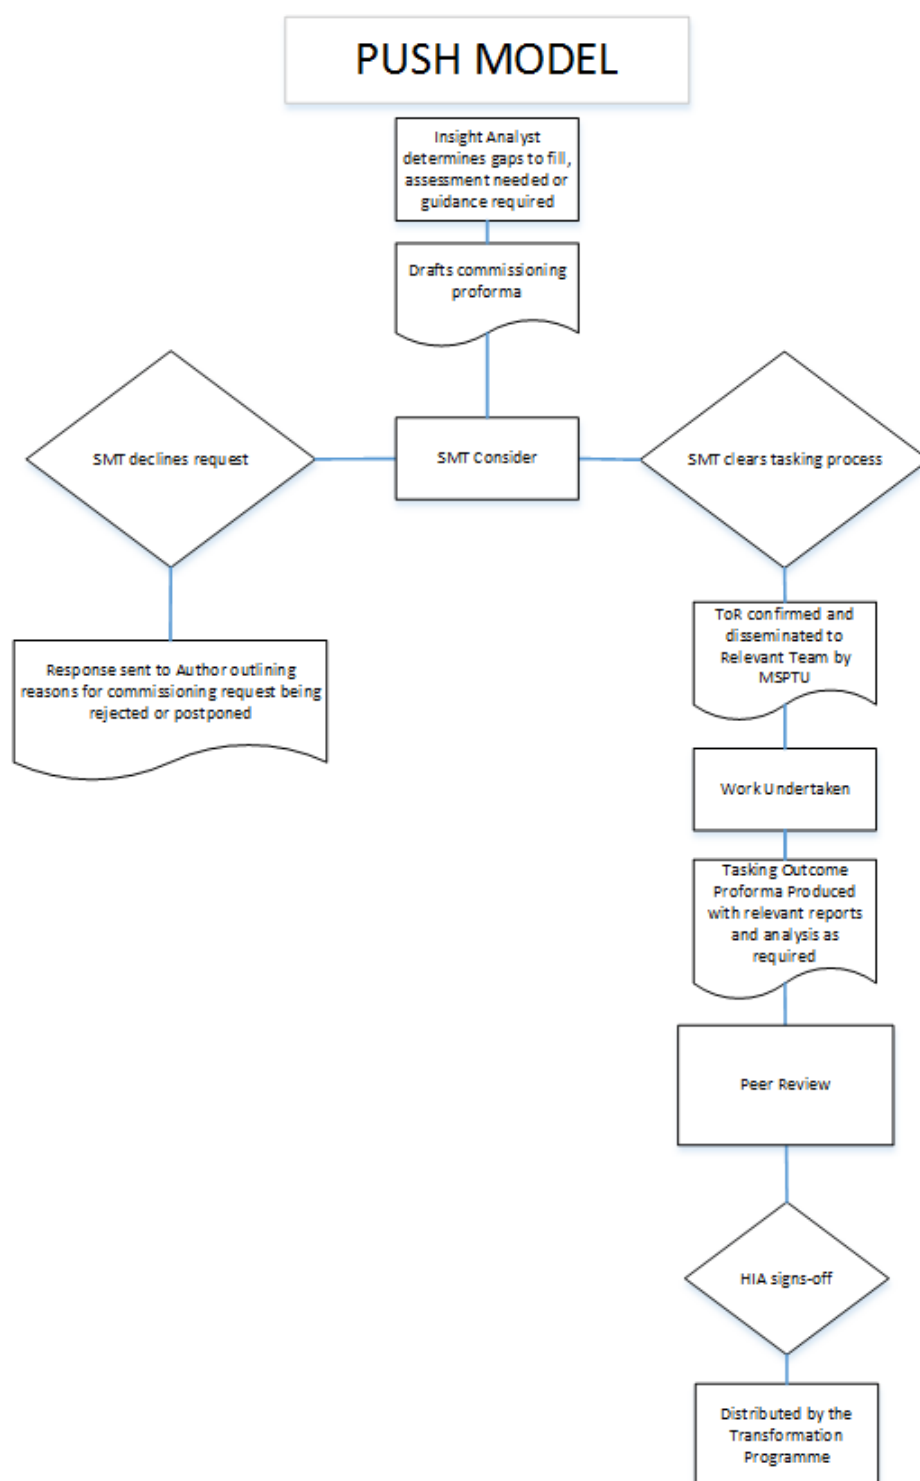 PUSH MODEL
Insight Analyst
determines gaps to fill,
assessment needed or
guidance required
Drafts commissioning
proforma
SMT declines request
SMT Consider
SMT clears tasking process
Response sent to Author outlining
reasons for commissioning request being
rejected or postponed
ToR confirmed and
disseminated to
Relevant Team by
MSPTU
Work Undertaken
Tasking Outcome
Proforma Produced
with relevant reports
and analysis as
required
Peer Review
HIA signs-off
Distributed by the
Transformation
Programme